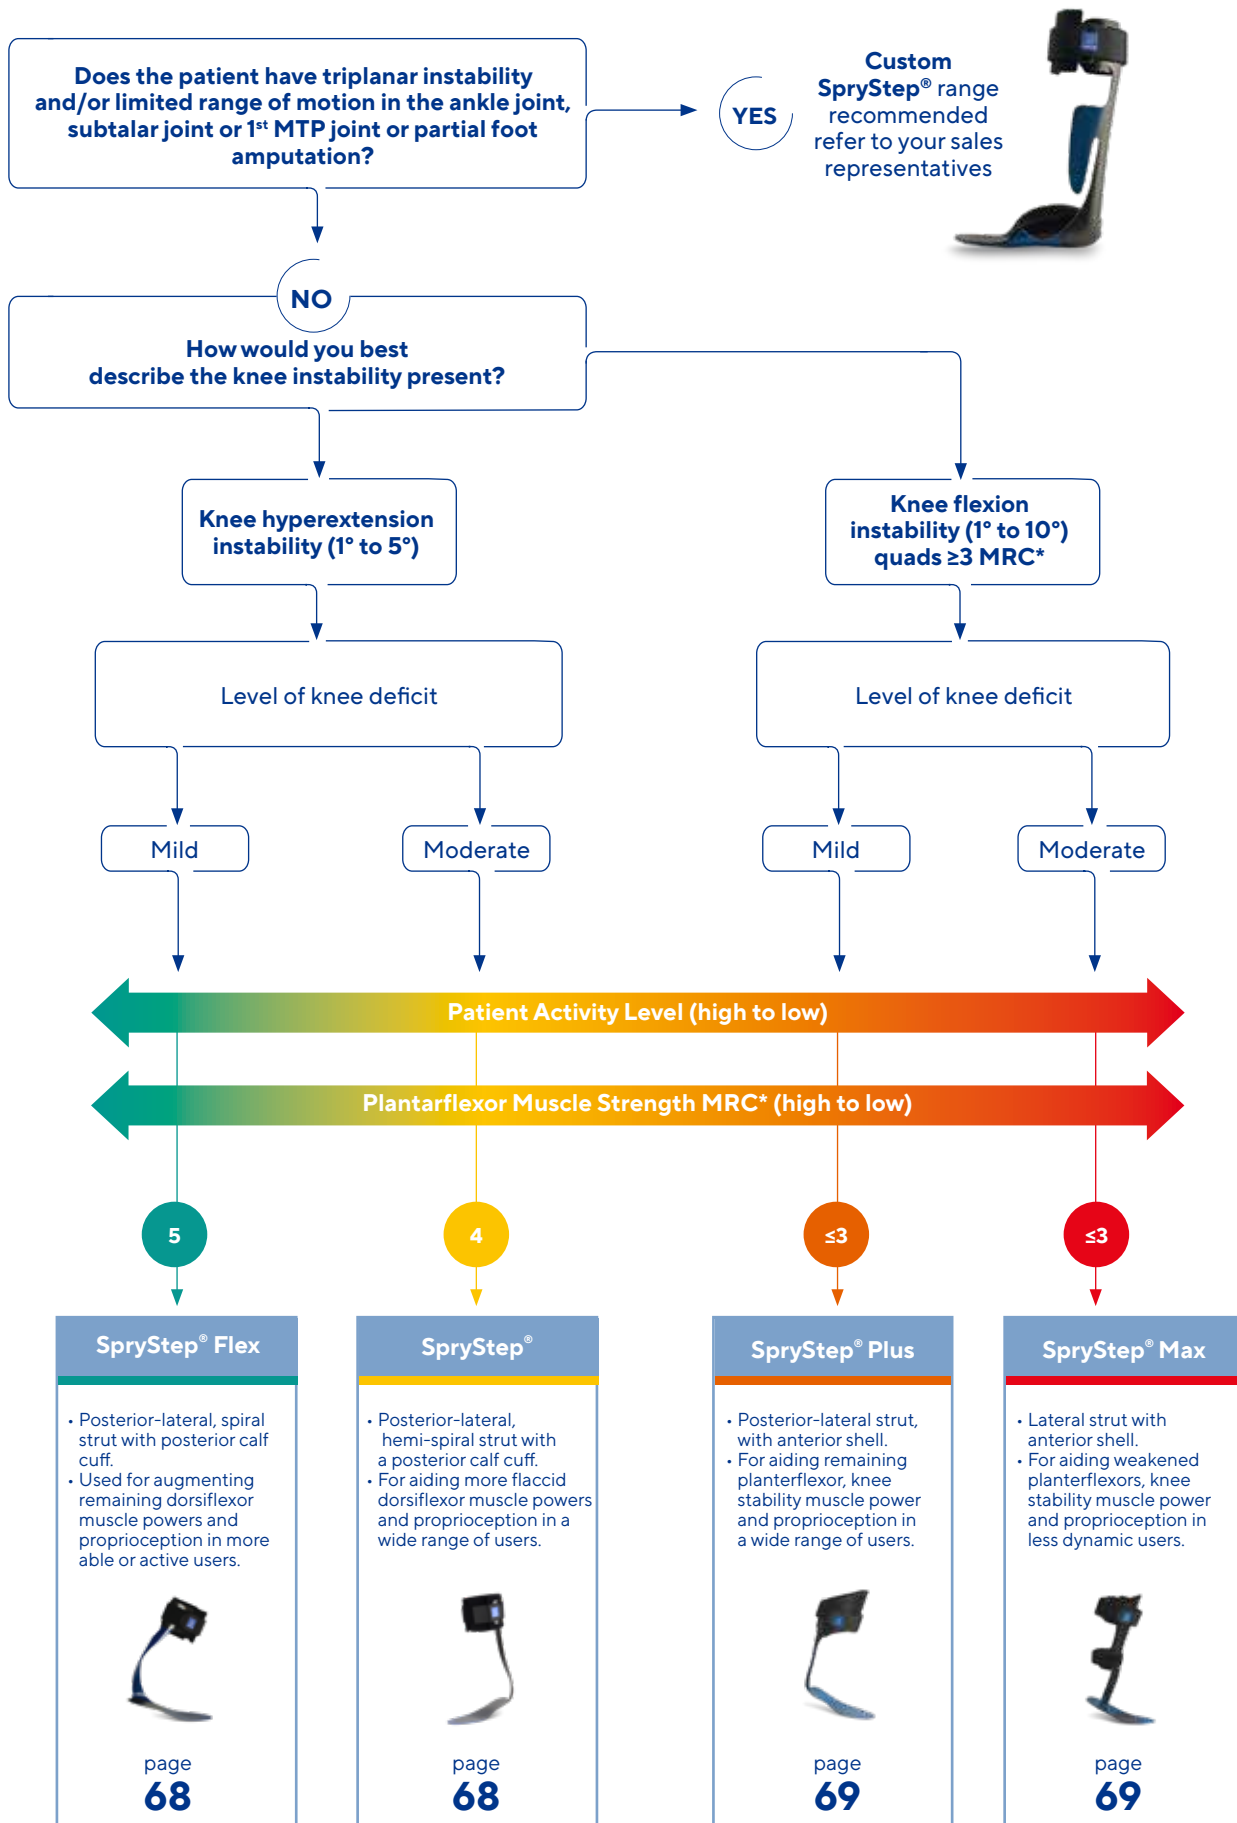 Does the patient have triplanar instability
and/or limited range of motion in the ankle joint,
subtalar joint or 1st MTP joint or partial foot
amputation?
YES
Custom
SpryStep® range
recommended
refer to your sales
representatives
NO
How would you best
describe the knee instability present?
Knee hyperextension
instability (1° to 5°)
Knee flexion
instability (1° to 10°)
quads ≥3 MRC*
Level of knee deficit
Level of knee deficit
Mild
Moderate
Mild
Moderate
Patient Activity Level (high to low)
Plantarflexor Muscle Strength MRC* (high to low)
5
4
≤3
≤3
SpryStep® Flex
• Posterior-lateral, spiral
strut with posterior calf
cuff.
• Used for augmenting
remaining dorsiflexor
muscle powers and
proprioception in more
able or active users.
page
68
SpryStep®
• Posterior-lateral,
hemi-spiral strut with
a posterior calf cuff.
• For aiding more flaccid
dorsiflexor muscle powers
and proprioception in a
wide range of users.
page
68
SpryStep® Plus
• Posterior-lateral strut,
with anterior shell.
• For aiding remaining
planterflexor, knee
stability muscle power
and proprioception in
a wide range of users.
page
69
SpryStep® Max
• Lateral strut with
anterior shell.
• For aiding weakened
planterflexors, knee
stability muscle power
and proprioception in
less dynamic users.
page
69